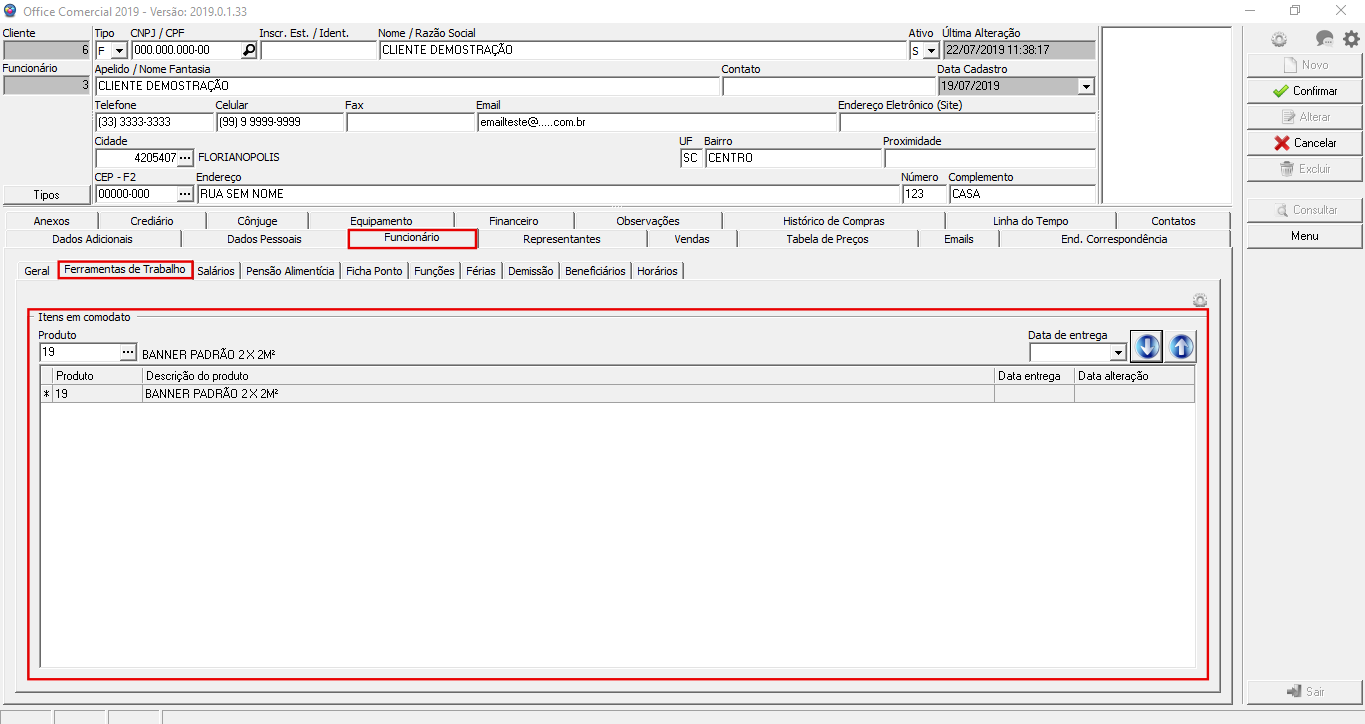 Office Comercial 2019 - Versão: 2019.0.1.33
Cliente Tipo CNPJ / CPF Inscr. Est. / Ident. Nome / Razão Social Ativo Última Alteração
6 F 000.000.000-00 CLIENTE DEMOSTRAÇÃO S 22/07/2019 11:38:17
Funcionário Apelido / Nome Fantasia Contato Data Cadastro
3 CLIENTE DEMOSTRAÇÃO 19/07/2019
Telefone Celular Fax Email Endereço Eletrônico (Site)
(33) 3333-3333 (99) 9 9999-9999 emailteste@.....com.br
Cidade UF Bairro Proximidade
4205407 ... FLORIANOPOLIS SC CENTRO
CEP - F2 Endereço Número Complemento
Tipos 00000-000 ... RUA SEM NOME 123 CASA
Novo
Confirmar
Alterar
Cancelar
Excluir
Consultar
Menu
Anexos Crediário Cônjuge Equipamento Financeiro Observações Histórico de Compras Linha do Tempo Contatos
Dados Adicionais Dados Pessoais Funcionário Representantes Vendas Tabela de Preços Emails End. Correspondência
Geral Ferramentas de Trabalho Salários Pensão Alimentícia Ficha Ponto Funções Férias Demissão Beneficiários Horários
Itens em comodato
Produto Data de entrega
19 ... BANNER PADRÃO 2 X 2M²
Produto Descrição do produto Data entrega Data alteração
* 19 BANNER PADRÃO 2 X 2M²
Sair